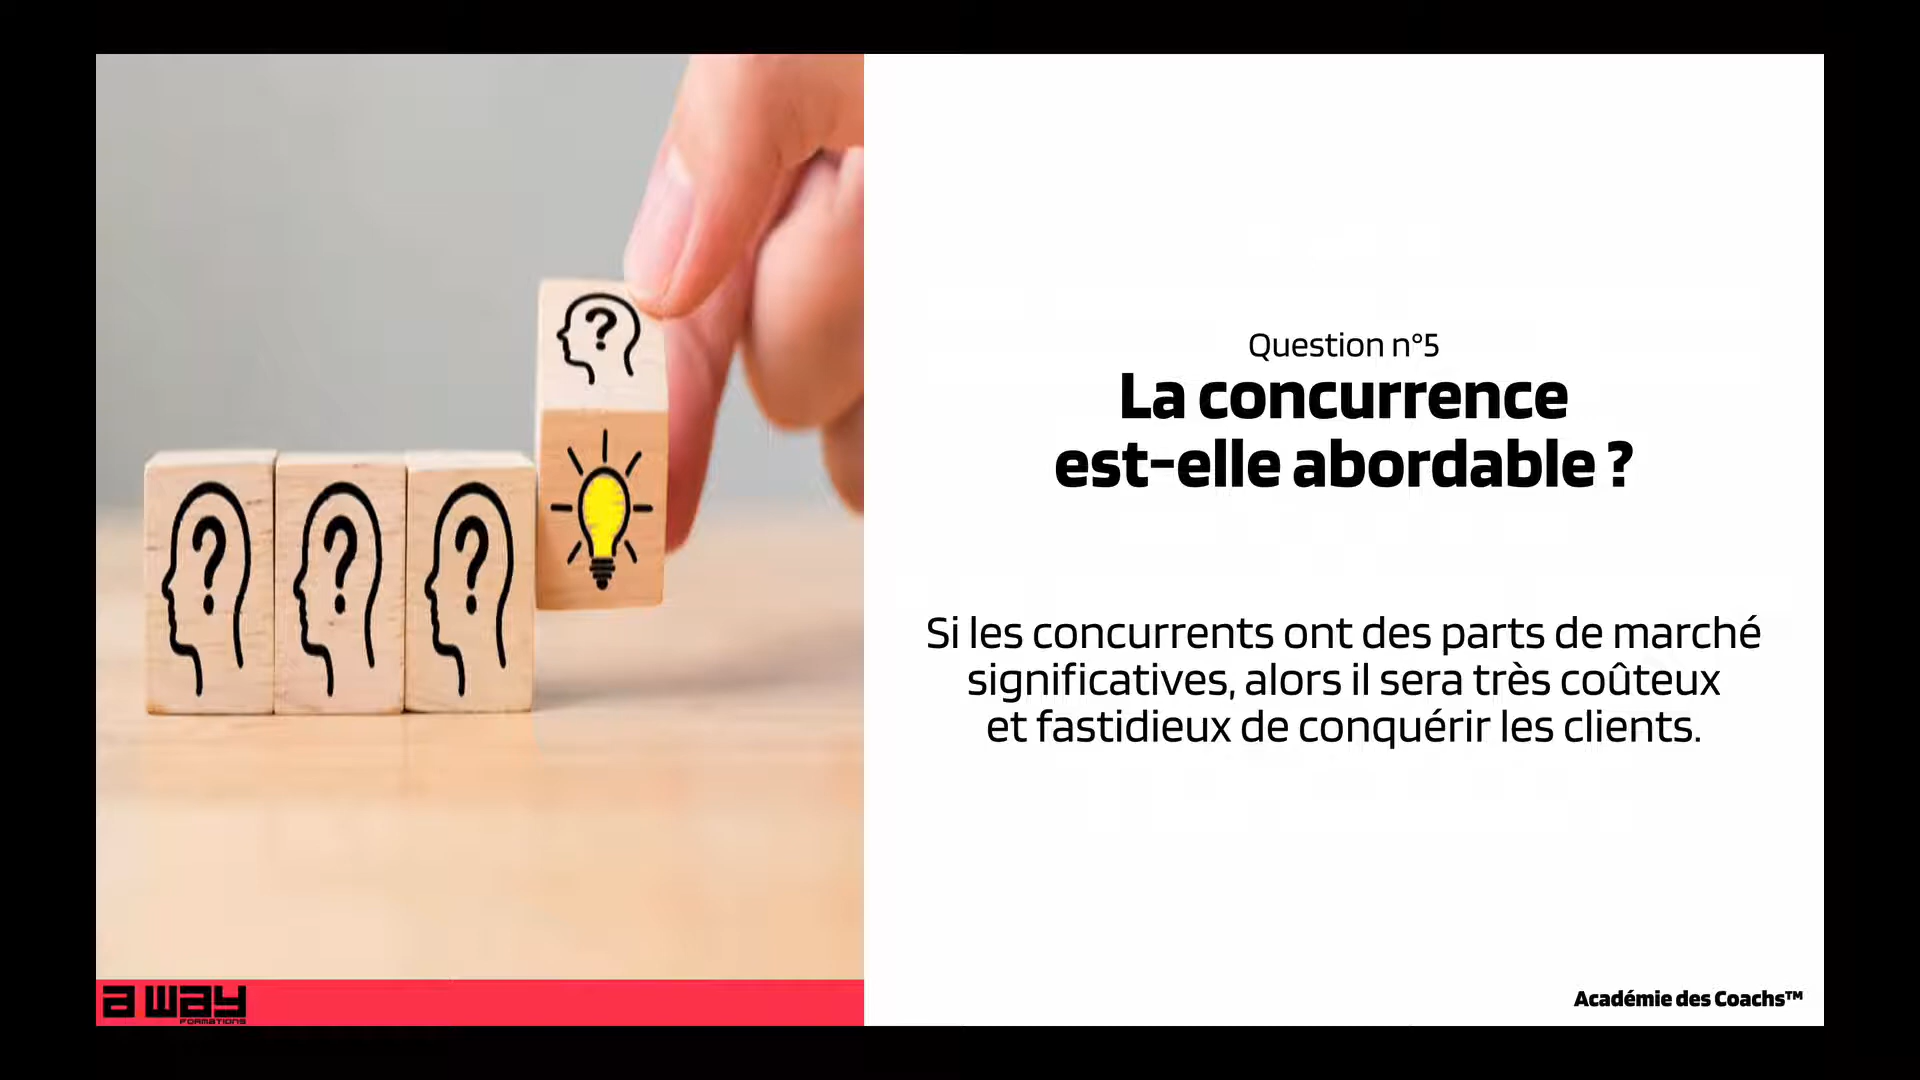 Question n°5
La concurrence
est-elle abordable ?
Si les concurrents ont des parts de marché
significatives, alors il sera très coûteux
et fastidieux de conquérir les clients.
? 
? ? ?
a way
FORMATIONS
Académie des Coachs™